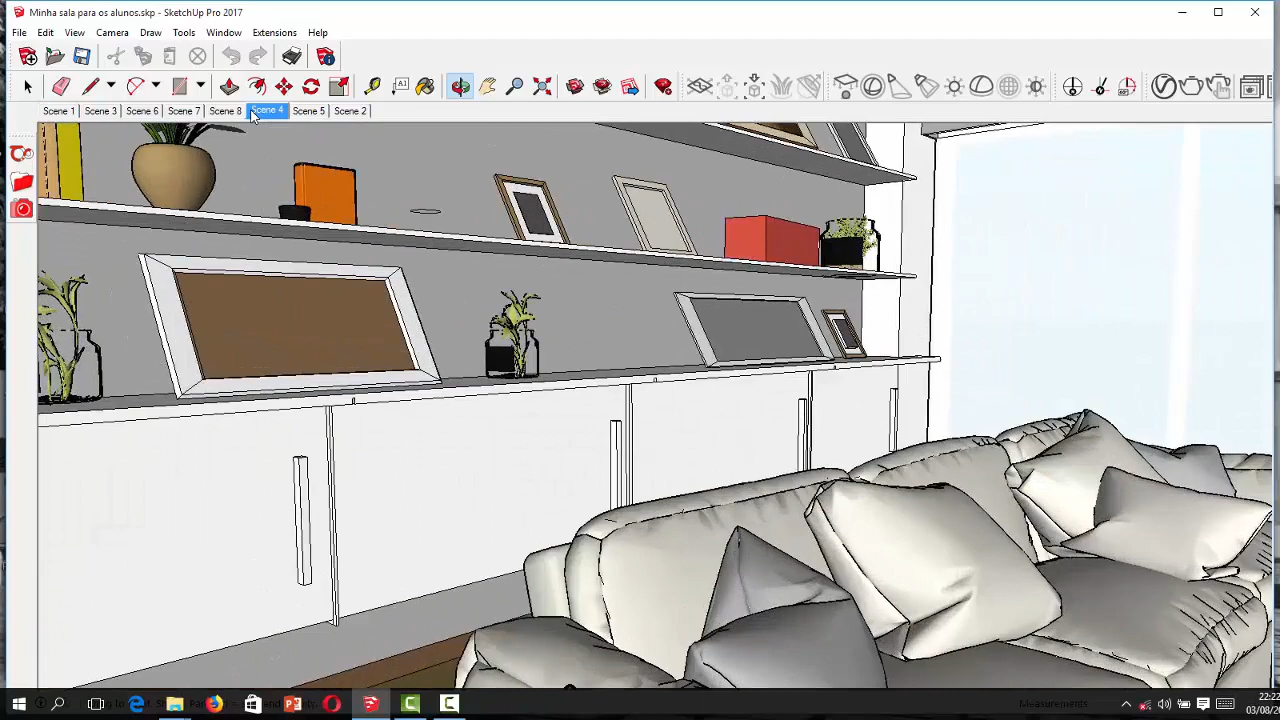 Minha sala para os alunos.skp - SketchUp Pro 2017
File Edit View Camera Draw Tools Window Extensions Help
Scene 1 Scene 3 Scene 6 Scene 7 Scene 8 Scene 4 Scene 5 Scene 2
Measurements
22:22
03/08/20